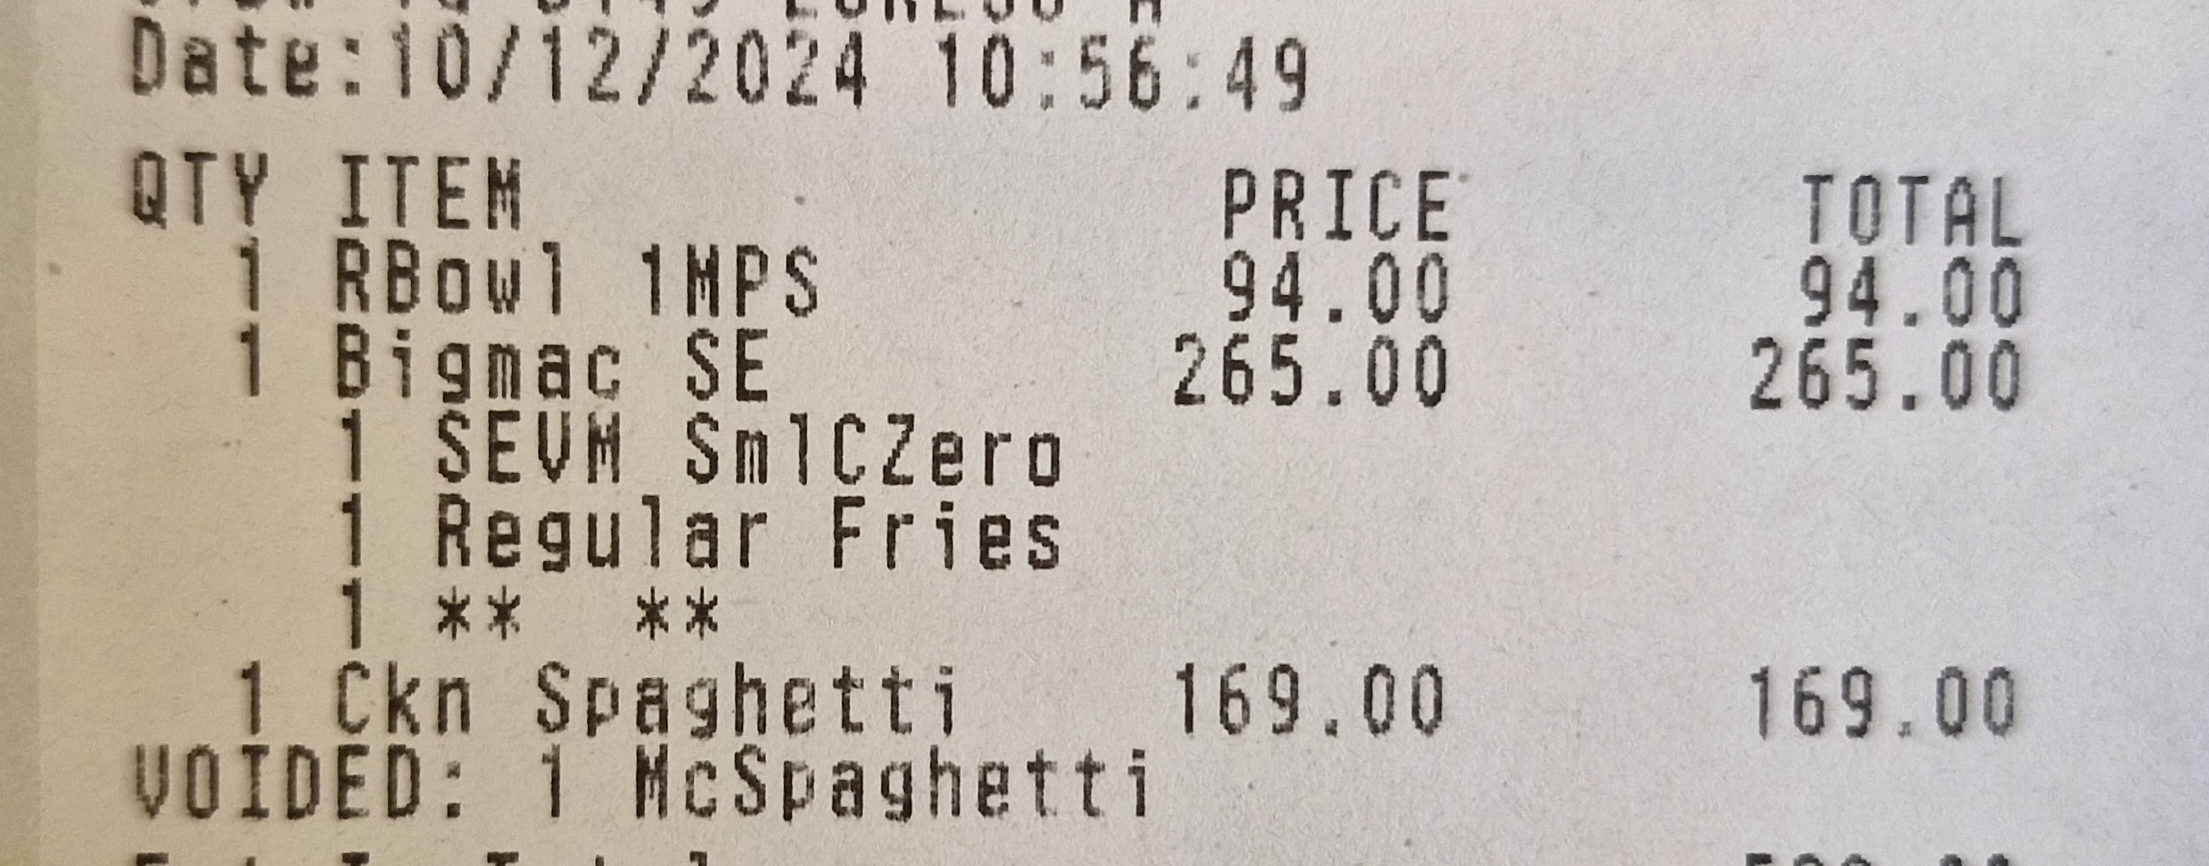 Date:10/12/2024 10:56:49
QTY ITEM PRICE TOTAL
1 RBowl 1MPS 94.00 94.00
1 Bigmac SE 265.00 265.00
1 SEVM SmlCZero
1 Regular Fries
1 ** **
1 Ckn Spaghetti 169.00 169.00
VOIDED: 1 McSpaghetti